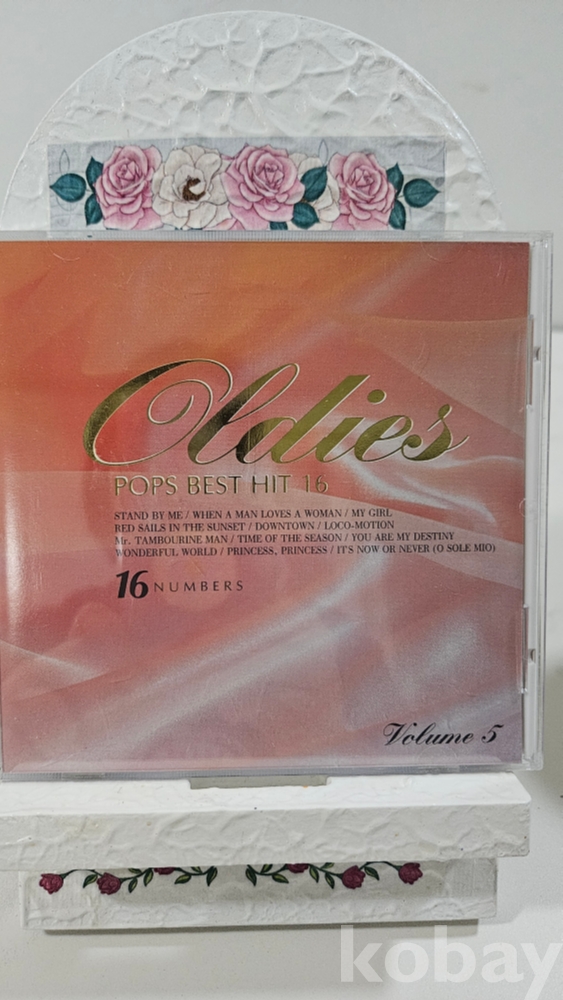 Oldies
POPS BEST HIT 16
STAND BY ME / WHEN A MAN LOVES A WOMAN / MY GIRL
RED SAILS IN THE SUNSET / DOWNTOWN / LOCO-MOTION
Mr. TAMBOURINE MAN / TIME OF THE SEASON / YOU ARE MY DESTINY
WONDERFUL WORLD / PRINCESS, PRINCESS / IT'S NOW OR NEVER (O SOLE MIO)
16 NUMBERS
Volume 5
kobay